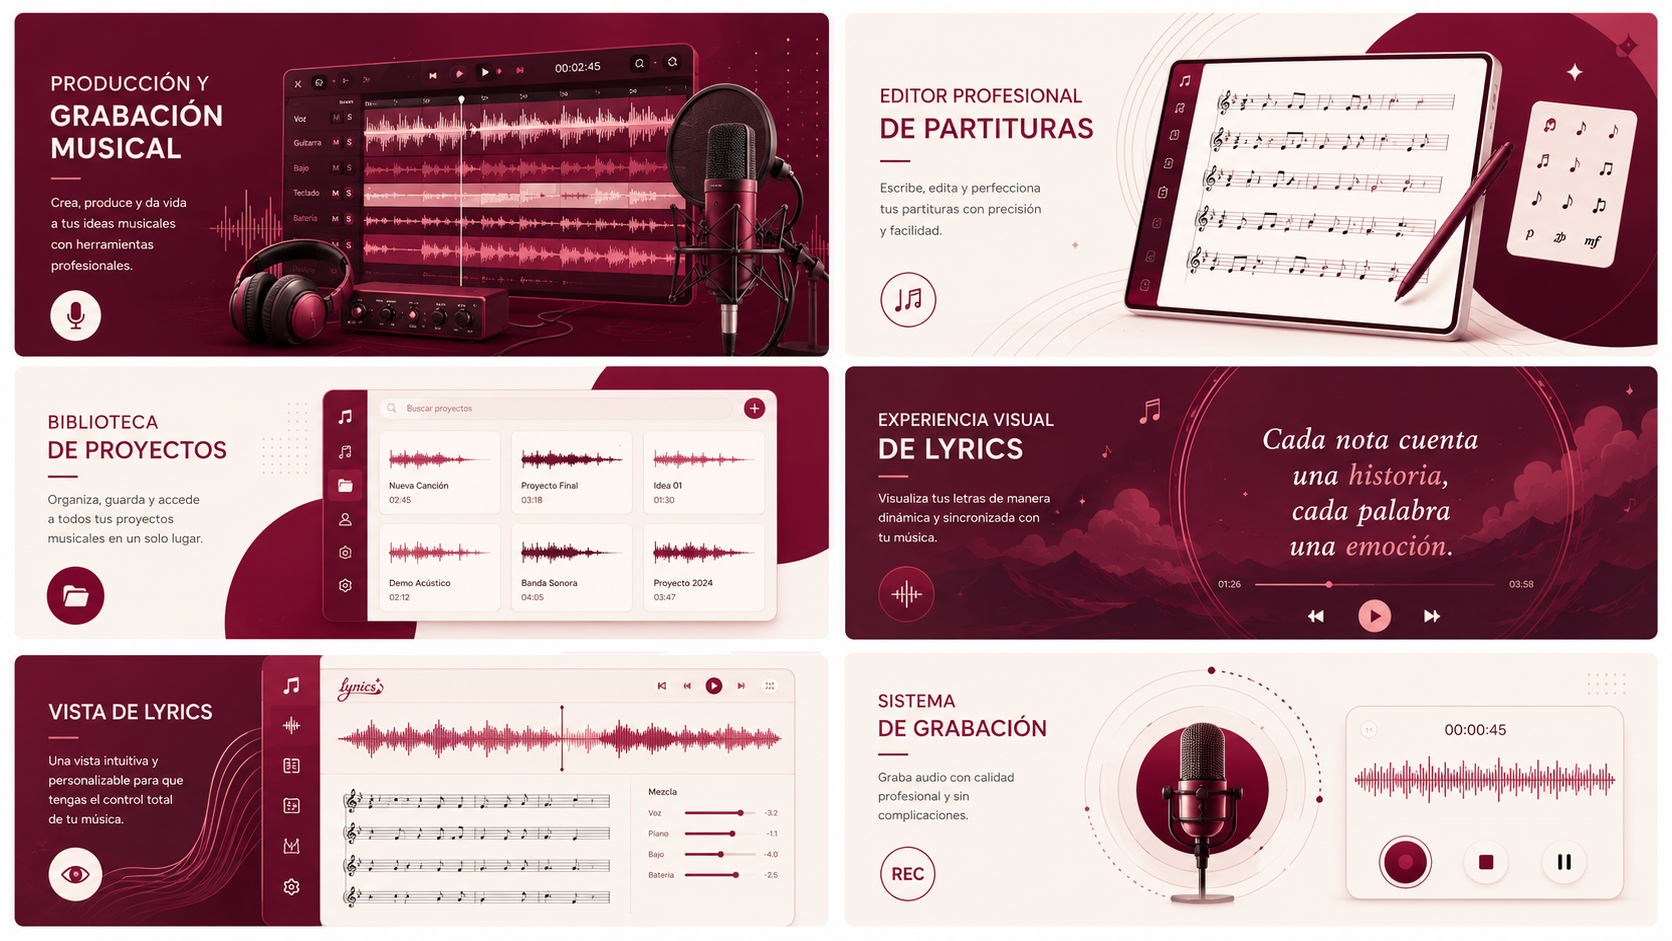 PRODUCCIÓN Y
GRABACIÓN
MUSICAL
Crea, produce y da vida
a tus ideas musicales
con herramientas
profesionales.
00:02:45
Voz M S
Guitarra M S
Bajo M S
Teclado M S
Batería M S
EDITOR PROFESIONAL
DE PARTITURAS
Escribe, edita y perfecciona
tus partituras con precisión
y facilidad.
p mf
BIBLIOTECA
DE PROYECTOS
Organiza, guarda y accede
a todos tus proyectos
musicales en un solo lugar.
Buscar proyectos
Nueva Canción
02:45
Proyecto Final
03:18
Idea 01
01:30
Demo Acústico
02:12
Banda Sonora
04:05
Proyecto 2024
03:47
EXPERIENCIA VISUAL
DE LYRICS
Visualiza tus letras de manera
dinámica y sincronizada con
tu música.
Cada nota cuenta
una historia,
cada palabra
una emoción.
01:26
03:58
VISTA DE LYRICS
Una vista intuitiva y
personalizable para que
tengas el control total
de tu música.
Lynics
Mezcla
Voz -3.2
Piano -1.1
Bajo -4.0
Bateria -2.5
SISTEMA
DE GRABACIÓN
Graba audio con calidad
profesional y sin
complicaciones.
REC
00:00:45